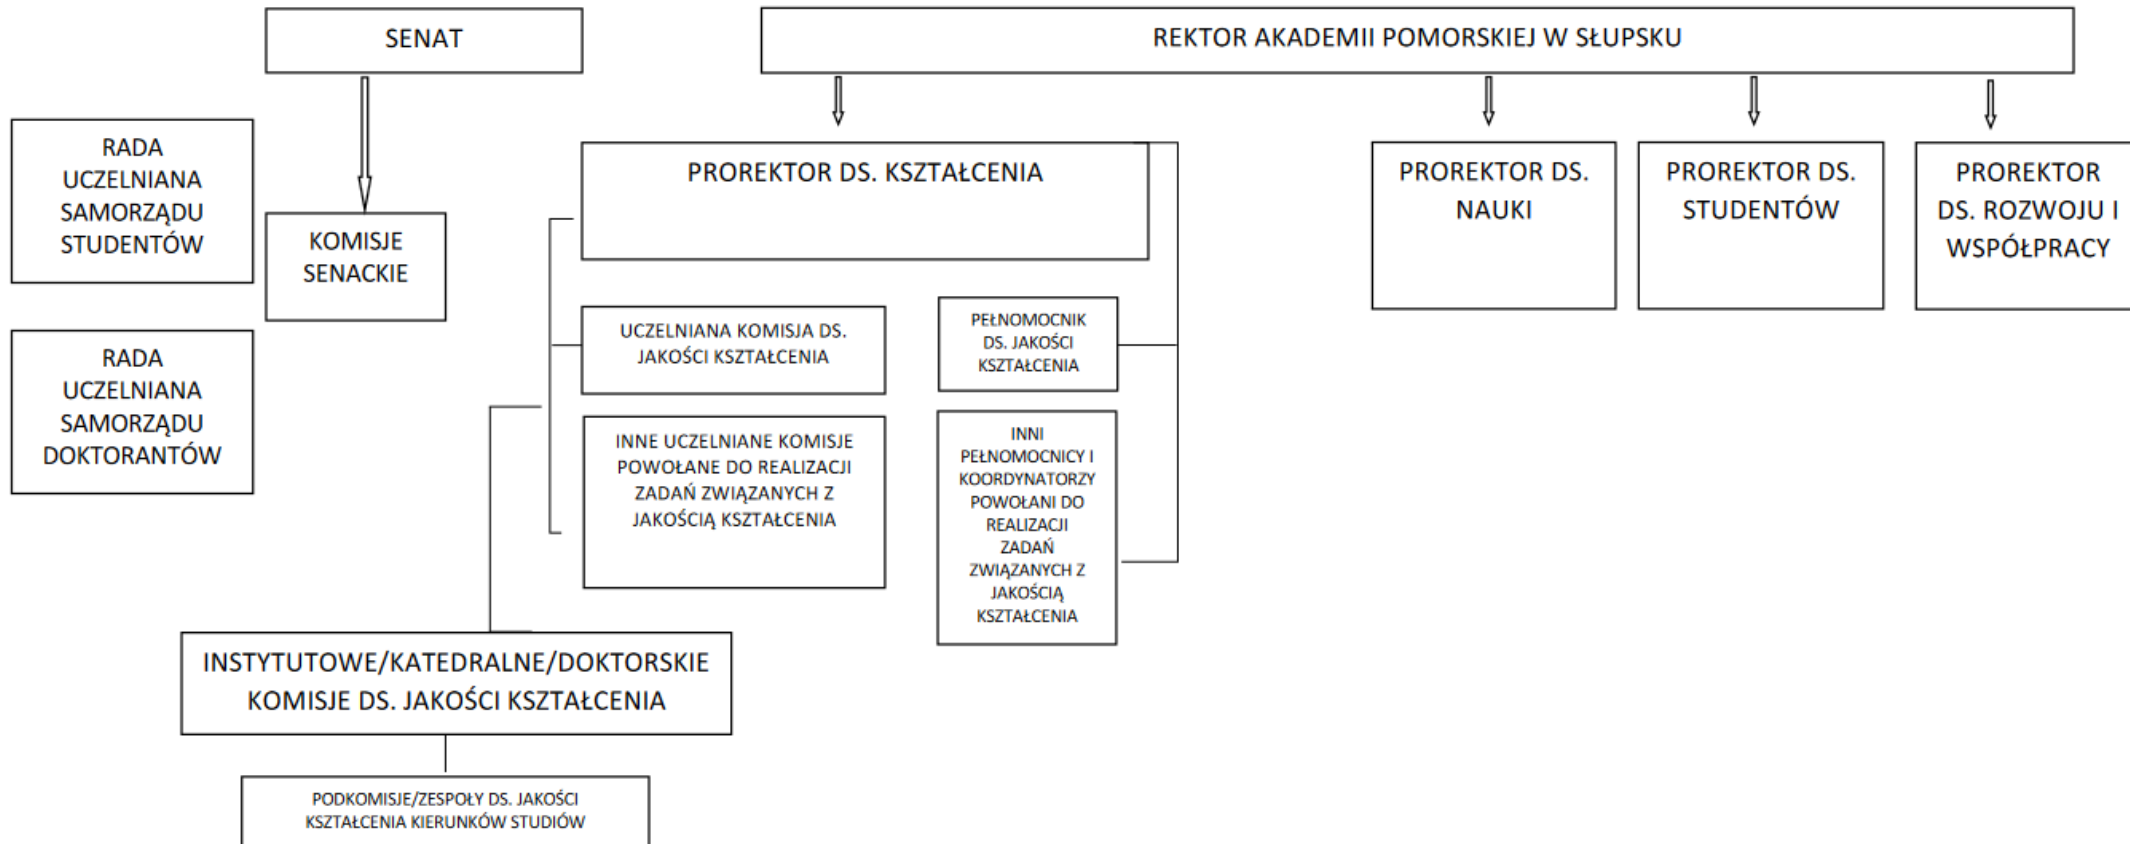 SENAT
REKTOR AKADEMII POMORSKIEJ W SŁUPSKU
RADA
UCZELNIANA
SAMORZĄDU
STUDENTÓW
KOMISJE
SENACKIE
PROREKTOR DS. KSZTAŁCENIA
PROREKTOR DS.
NAUKI
PROREKTOR DS.
STUDENTÓW
PROREKTOR
DS. ROZWOJU I
WSPÓŁPRACY
RADA
UCZELNIANA
SAMORZĄDU
DOKTORANTÓW
UCZELNIANA KOMISJA DS.
JAKOŚCI KSZTAŁCENIA
PEŁNOMOCNIK
DS. JAKOŚCI
KSZTAŁCENIA
INNE UCZELNIANE KOMISJE
POWOŁANE DO REALIZACJI
ZADAŃ ZWIĄZANYCH Z
JAKOŚCIĄ KSZTAŁCENIA
INNI
PEŁNOMOCNICY I
KOORDYNATORZY
POWOŁANI DO
REALIZACJI
ZADAŃ
ZWIĄZANYCH Z
JAKOŚCIĄ
KSZTAŁCENIA
INSTYTUTOWE/KATEDRALNE/DOKTORSKIE
KOMISJE DS. JAKOŚCI KSZTAŁCENIA
PODKOMISJE/ZESPOŁY DS. JAKOŚCI
KSZTAŁCENIA KIERUNKÓW STUDIÓW